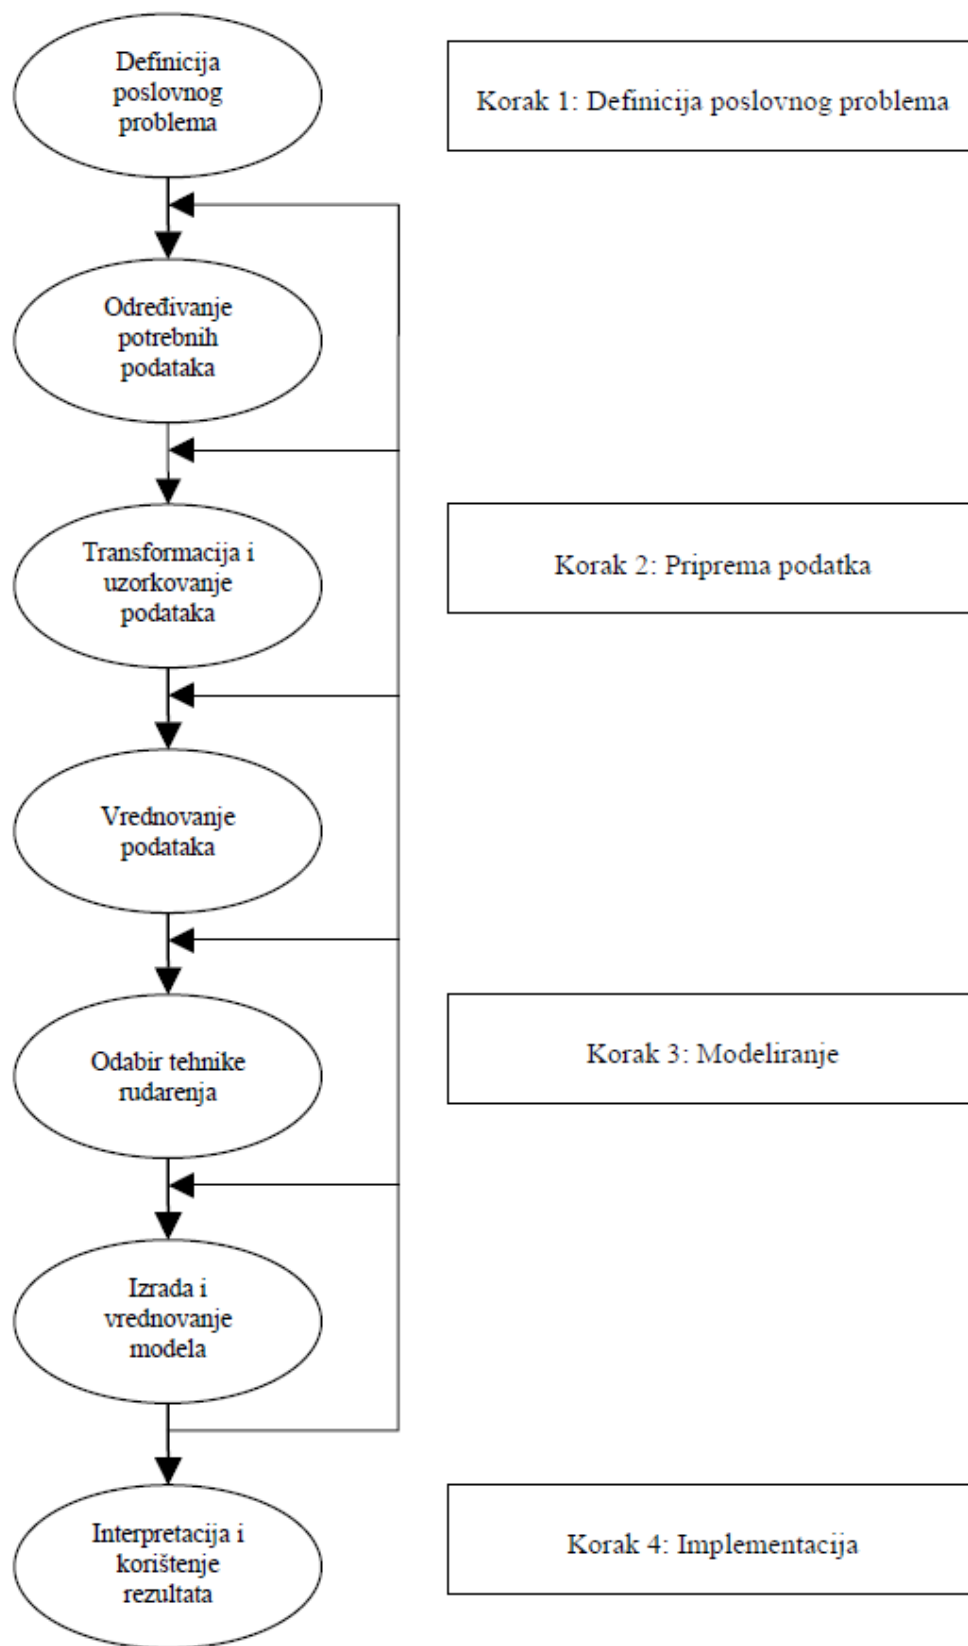 Definicija
poslovnog
problema
Korak 1: Definicija poslovnog problema
Određivanje
potrebnih
podataka
Transformacija i
uzorkovanje
podataka
Korak 2: Priprema podatka
Vrednovanje
podataka
Odabir tehnike
rudarenja
Korak 3: Modeliranje
Izrada i
vrednovanje
modela
Interpretacija i
korištenje
rezultata
Korak 4: Implementacija